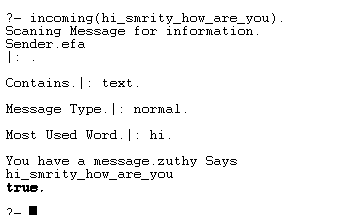 ?- incoming(hi_smrity_how_are_you).
Scaning Message for information.
Sender.efa
|: .
Contains.|: text.
Message Type.|: normal.
Most Used Word.|: hi.
You have a message.zuthy Says
hi_smrity_how_are_you
true.
?-